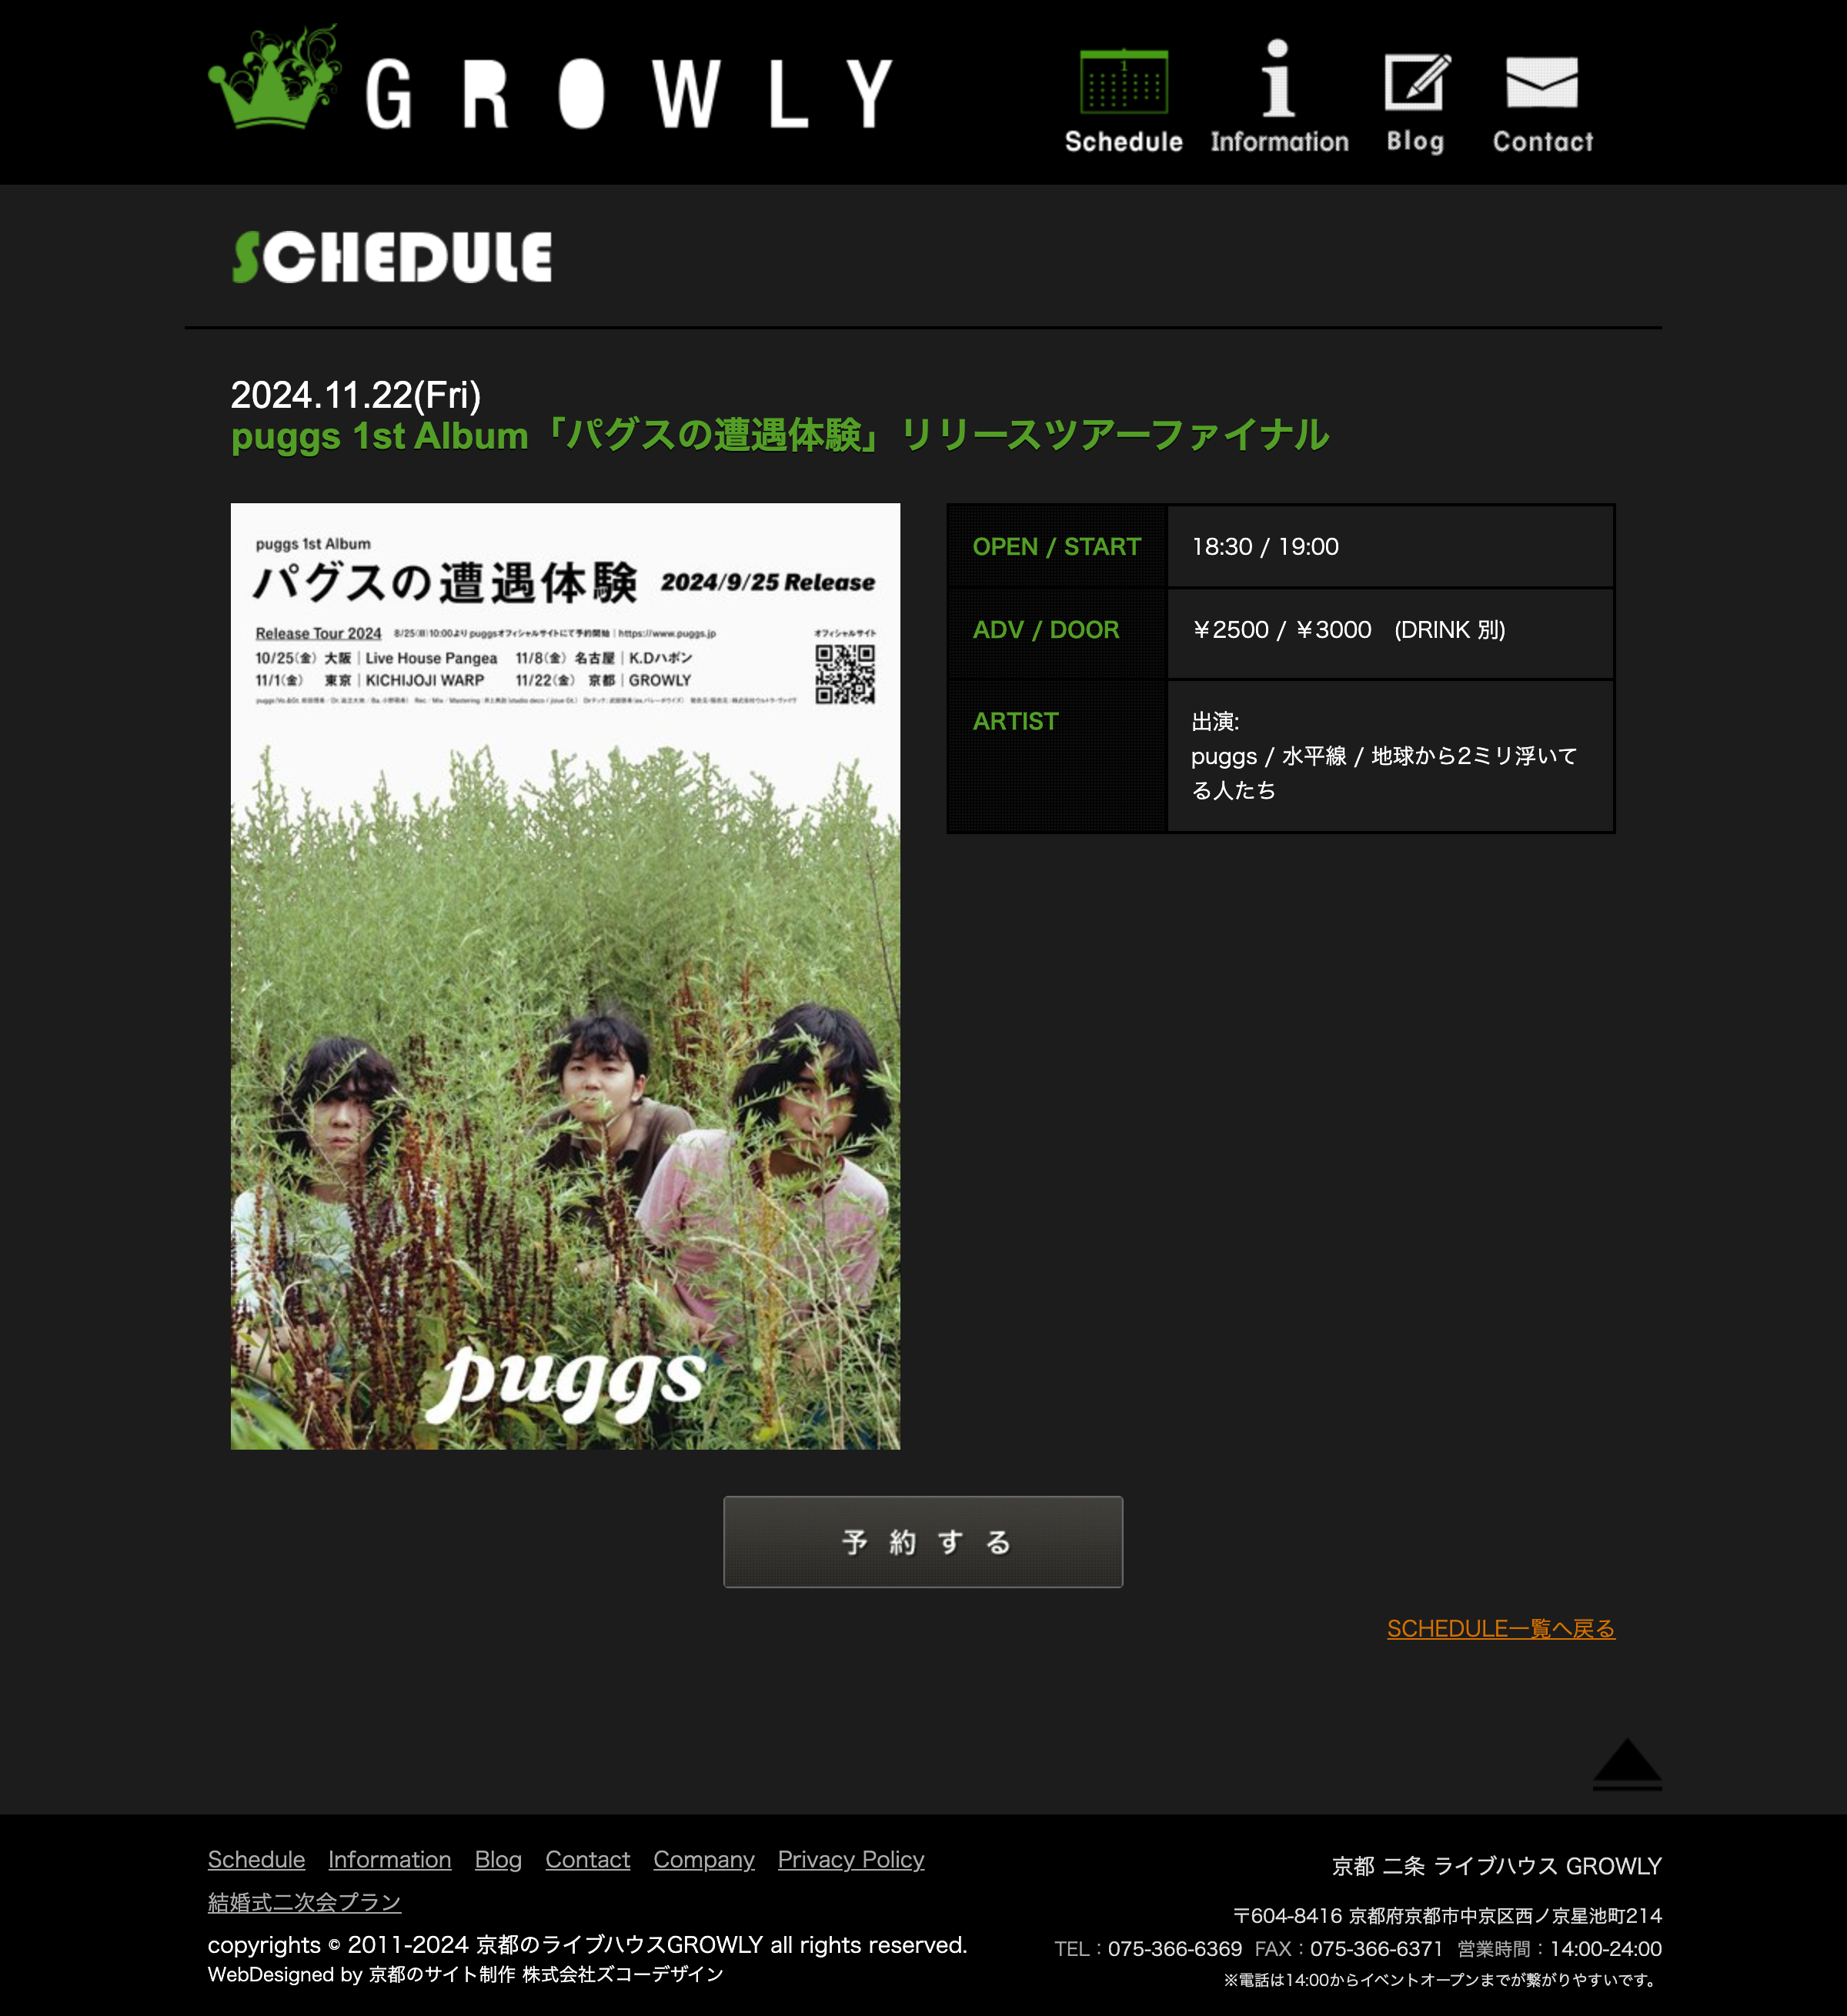 GROWLY
1
Schedule Information Blog Contact
SCHEDULE
2024.11.22(Fri)
puggs 1st Album「パグスの遭遇体験」リリースツアーファイナル
puggs 1st Album
パグスの遭遇体験 2024/9/25 Release
Release Tour 2024 8/25(日)10:00より puggsオフィシャルサイトにて予約開始|https://www.puggs.jp
オフィシャルサイト
10/25(金) 大阪|Live House Pangea 11/8(金) 名古屋|K.Dハポン
11/1(金) 東京|KICHIJOJI WARP 11/22(金) 京都|GROWLY
puggs
OPEN / START 18:30 / 19:00
ADV / DOOR ¥2500 / ¥3000 (DRINK 別)
ARTIST 出演:
puggs / 水平線 / 地球から2ミリ浮いて
る人たち
予約する
SCHEDULE一覧へ戻る
Schedule Information Blog Contact Company Privacy Policy
結婚式二次会プラン
copyrights © 2011-2024 京都のライブハウスGROWLY all rights reserved.
WebDesigned by 京都のサイト制作 株式会社ズコーデザイン
京都 二条 ライブハウス GROWLY
〒604-8416 京都府京都市中京区西ノ京星池町214
TEL：075-366-6369 FAX：075-366-6371 営業時間：14:00-24:00
※電話は14:00からイベントオープンまでが繋がりやすいです。